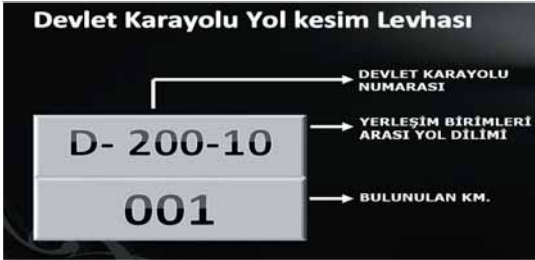 Devlet Karayolu Yol kesim Levhası
DEVLET KARAYOLU
NUMARASI
YERLEŞİM BİRİMLERİ
ARASI YOL DİLİMİ
D- 200-10
001
BULUNULAN KM.